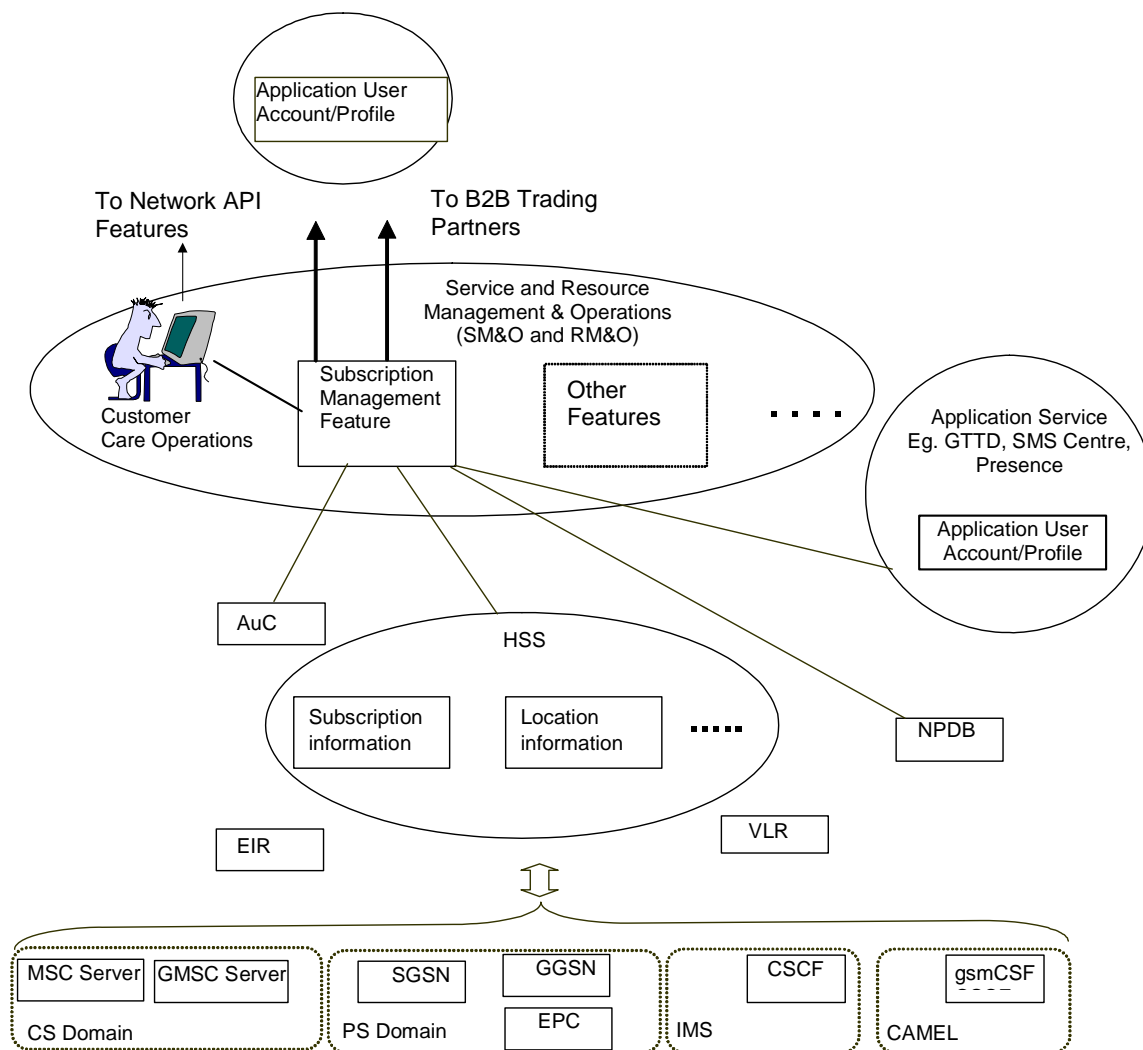 Application User
Account/Profile
To Network API
Features
To B2B Trading
Partners
Service and Resource
Management & Operations
(SM&O and RM&O)
Subscription
Management
Feature
Other
Features
Customer
Care Operations
Application Service
Eg. GTTD, SMS Centre,
Presence
Application User
Account/Profile
AuC
HSS
Subscription
information
Location
information
NPDB
EIR
VLR
MSC Server
GMSC Server
CS Domain
SGSN
GGSN
EPC
PS Domain
CSCF
IMS
gsmCSF
CAMEL